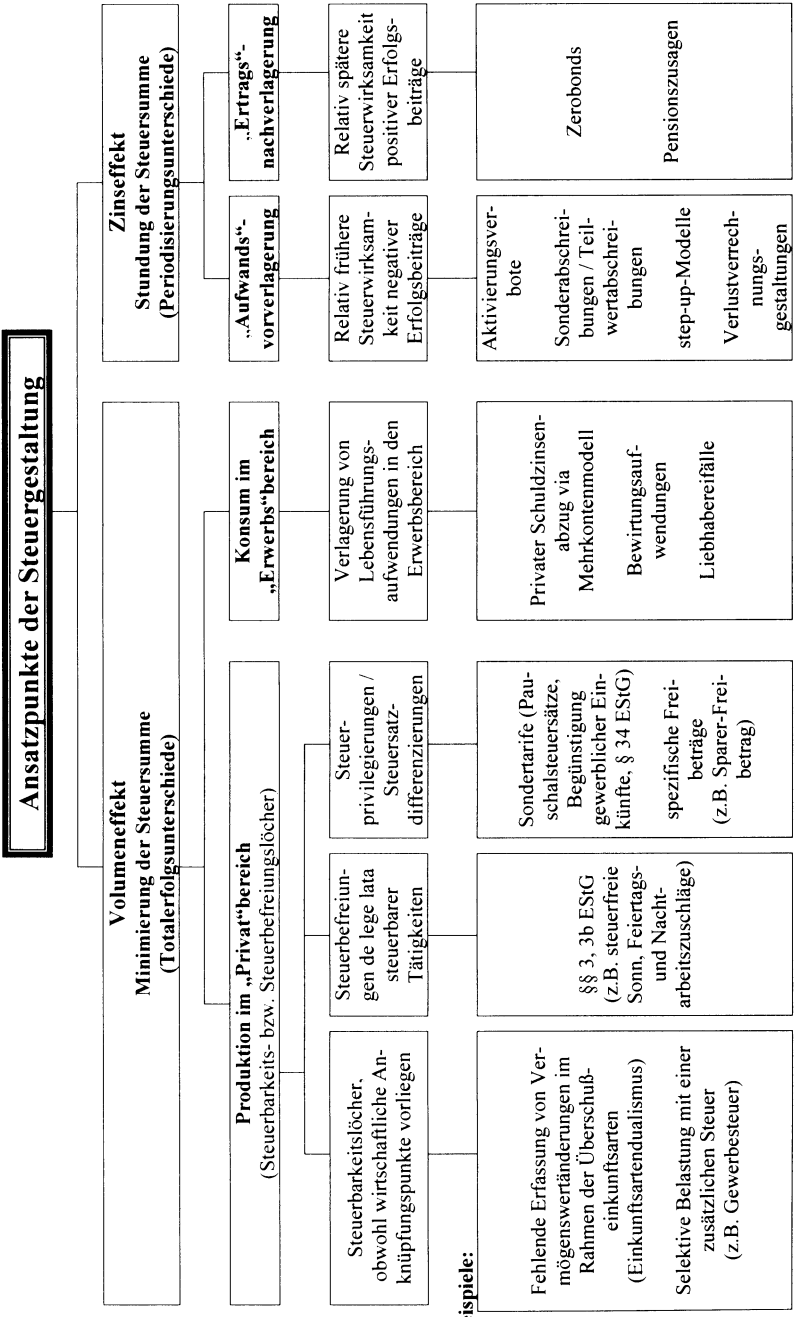 Ansatzpunkte der Steuergestaltung
Volumeneffekt
Minimierung der Steuersumme
(Totalerfolgsunterschiede)
Zinseffekt
Stundung der Steuersumme
(Periodisierungsunterschiede)
Produktion im „Privat“bereich
(Steuerbarkeits- bzw. Steuerbefreiungslöcher)
Konsum im
„Erwerbs“bereich
„Aufwands“-
vorverlagerung
„Ertrags“-
nachverlagerung
Steuerbarkeitslöcher,
obwohl wirtschaftliche An-
knüpfungspunkte vorliegen
Steuerbefreiun-
gen de lege lata
steuerbarer
Tätigkeiten
Steuer-
privilegierungen /
Steuersatz-
differenzierungen
Verlagerung von
Lebensführungs-
aufwendungen in den
Erwerbsbereich
Relativ frühere
Steuerwirksam-
keit negativer
Erfolgsbeiträge
Relativ spätere
Steuerwirksamkeit
positiver Erfolgs-
beiträge
ispiele:
Fehlende Erfassung von Ver-
mögenswertänderungen im
Rahmen der Überschuß-
einkunftsarten
(Einkunftsartendualismus)
Selektive Belastung mit einer
zusätzlichen Steuer
(z.B. Gewerbesteuer)
§§ 3, 3b EStG
(z.B. steuerfreie
Sonn, Feiertags-
und Nacht-
arbeitszuschläge)
Sondertarife (Pau-
schalsteuersätze,
Begünstigung
gewerblicher Ein-
künfte, § 34 EStG)
spezifische Frei-
beträge
(z.B. Sparer-Frei-
betrag)
Privater Schuldzinsen-
abzug via
Mehrkontenmodell
Bewirtungsauf-
wendungen
Liebhabereifälle
Aktivierungsver-
bote
Sonderabschrei-
bungen / Teil-
wertabschrei-
bungen
step-up-Modelle
Verlustverrech-
nungs-
gestaltungen
Zerobonds
Pensionszusagen